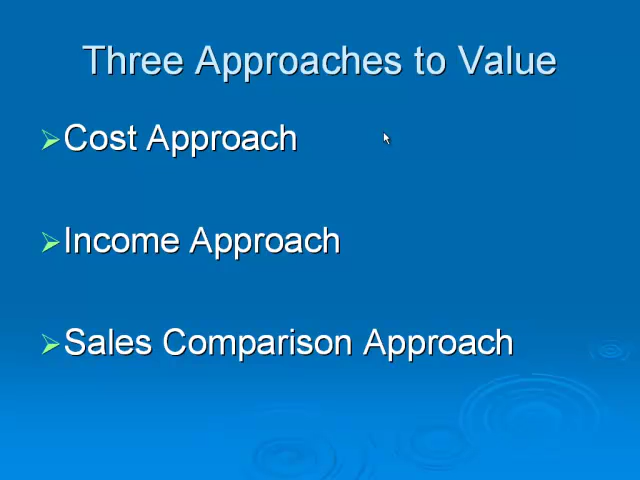 Three Approaches to Value
Cost Approach
Income Approach
Sales Comparison Approach